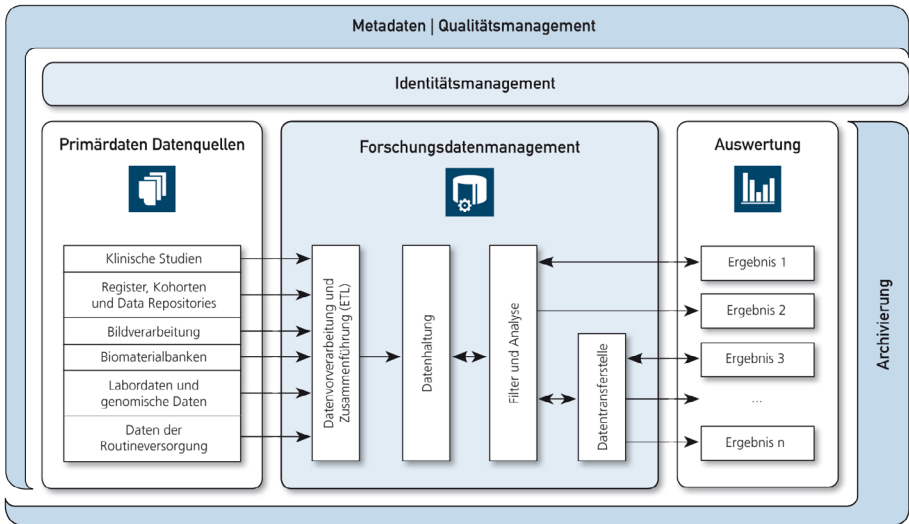 Metadaten | Qualitätsmanagement
Identitätsmanagement
Primärdaten Datenquellen
Klinische Studien
Register, Kohorten
und Data Repositories
Bildverarbeitung
Biomaterialbanken
Labordaten und
genomische Daten
Daten der
Routineversorgung
Forschungsdatenmanagement
Datenvorverarbeitung und
Zusammenführung (ETL)
Datenhaltung
Filter und Analyse
Datentransferstelle
Auswertung
Ergebnis 1
Ergebnis 2
Ergebnis 3
...
Ergebnis n
Archivierung